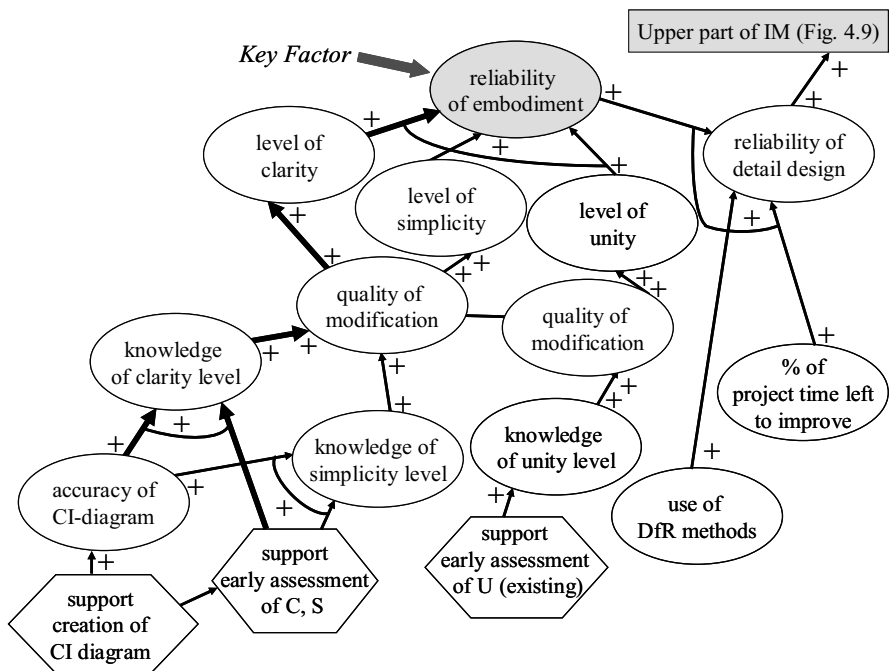 Upper part of IM (Fig. 4.9)
Key Factor
reliability
of embodiment
+
+
+
+
level of
clarity
+
+
reliability of
detail design
+
level of
simplicity
level of
unity
+
+
+
+
+
+
+
quality of
modification
quality of
modification
+
+
+
knowledge
of clarity level
% of
project time left
to improve
+
+
+
+
+
+
+
knowledge of
simplicity level
knowledge
of unity level
+
+
accuracy of
CI-diagram
+
+
+
use of
DfR methods
support
early assessment
of C, S
support
early assessment
of U (existing)
+
support
creation of
CI diagram